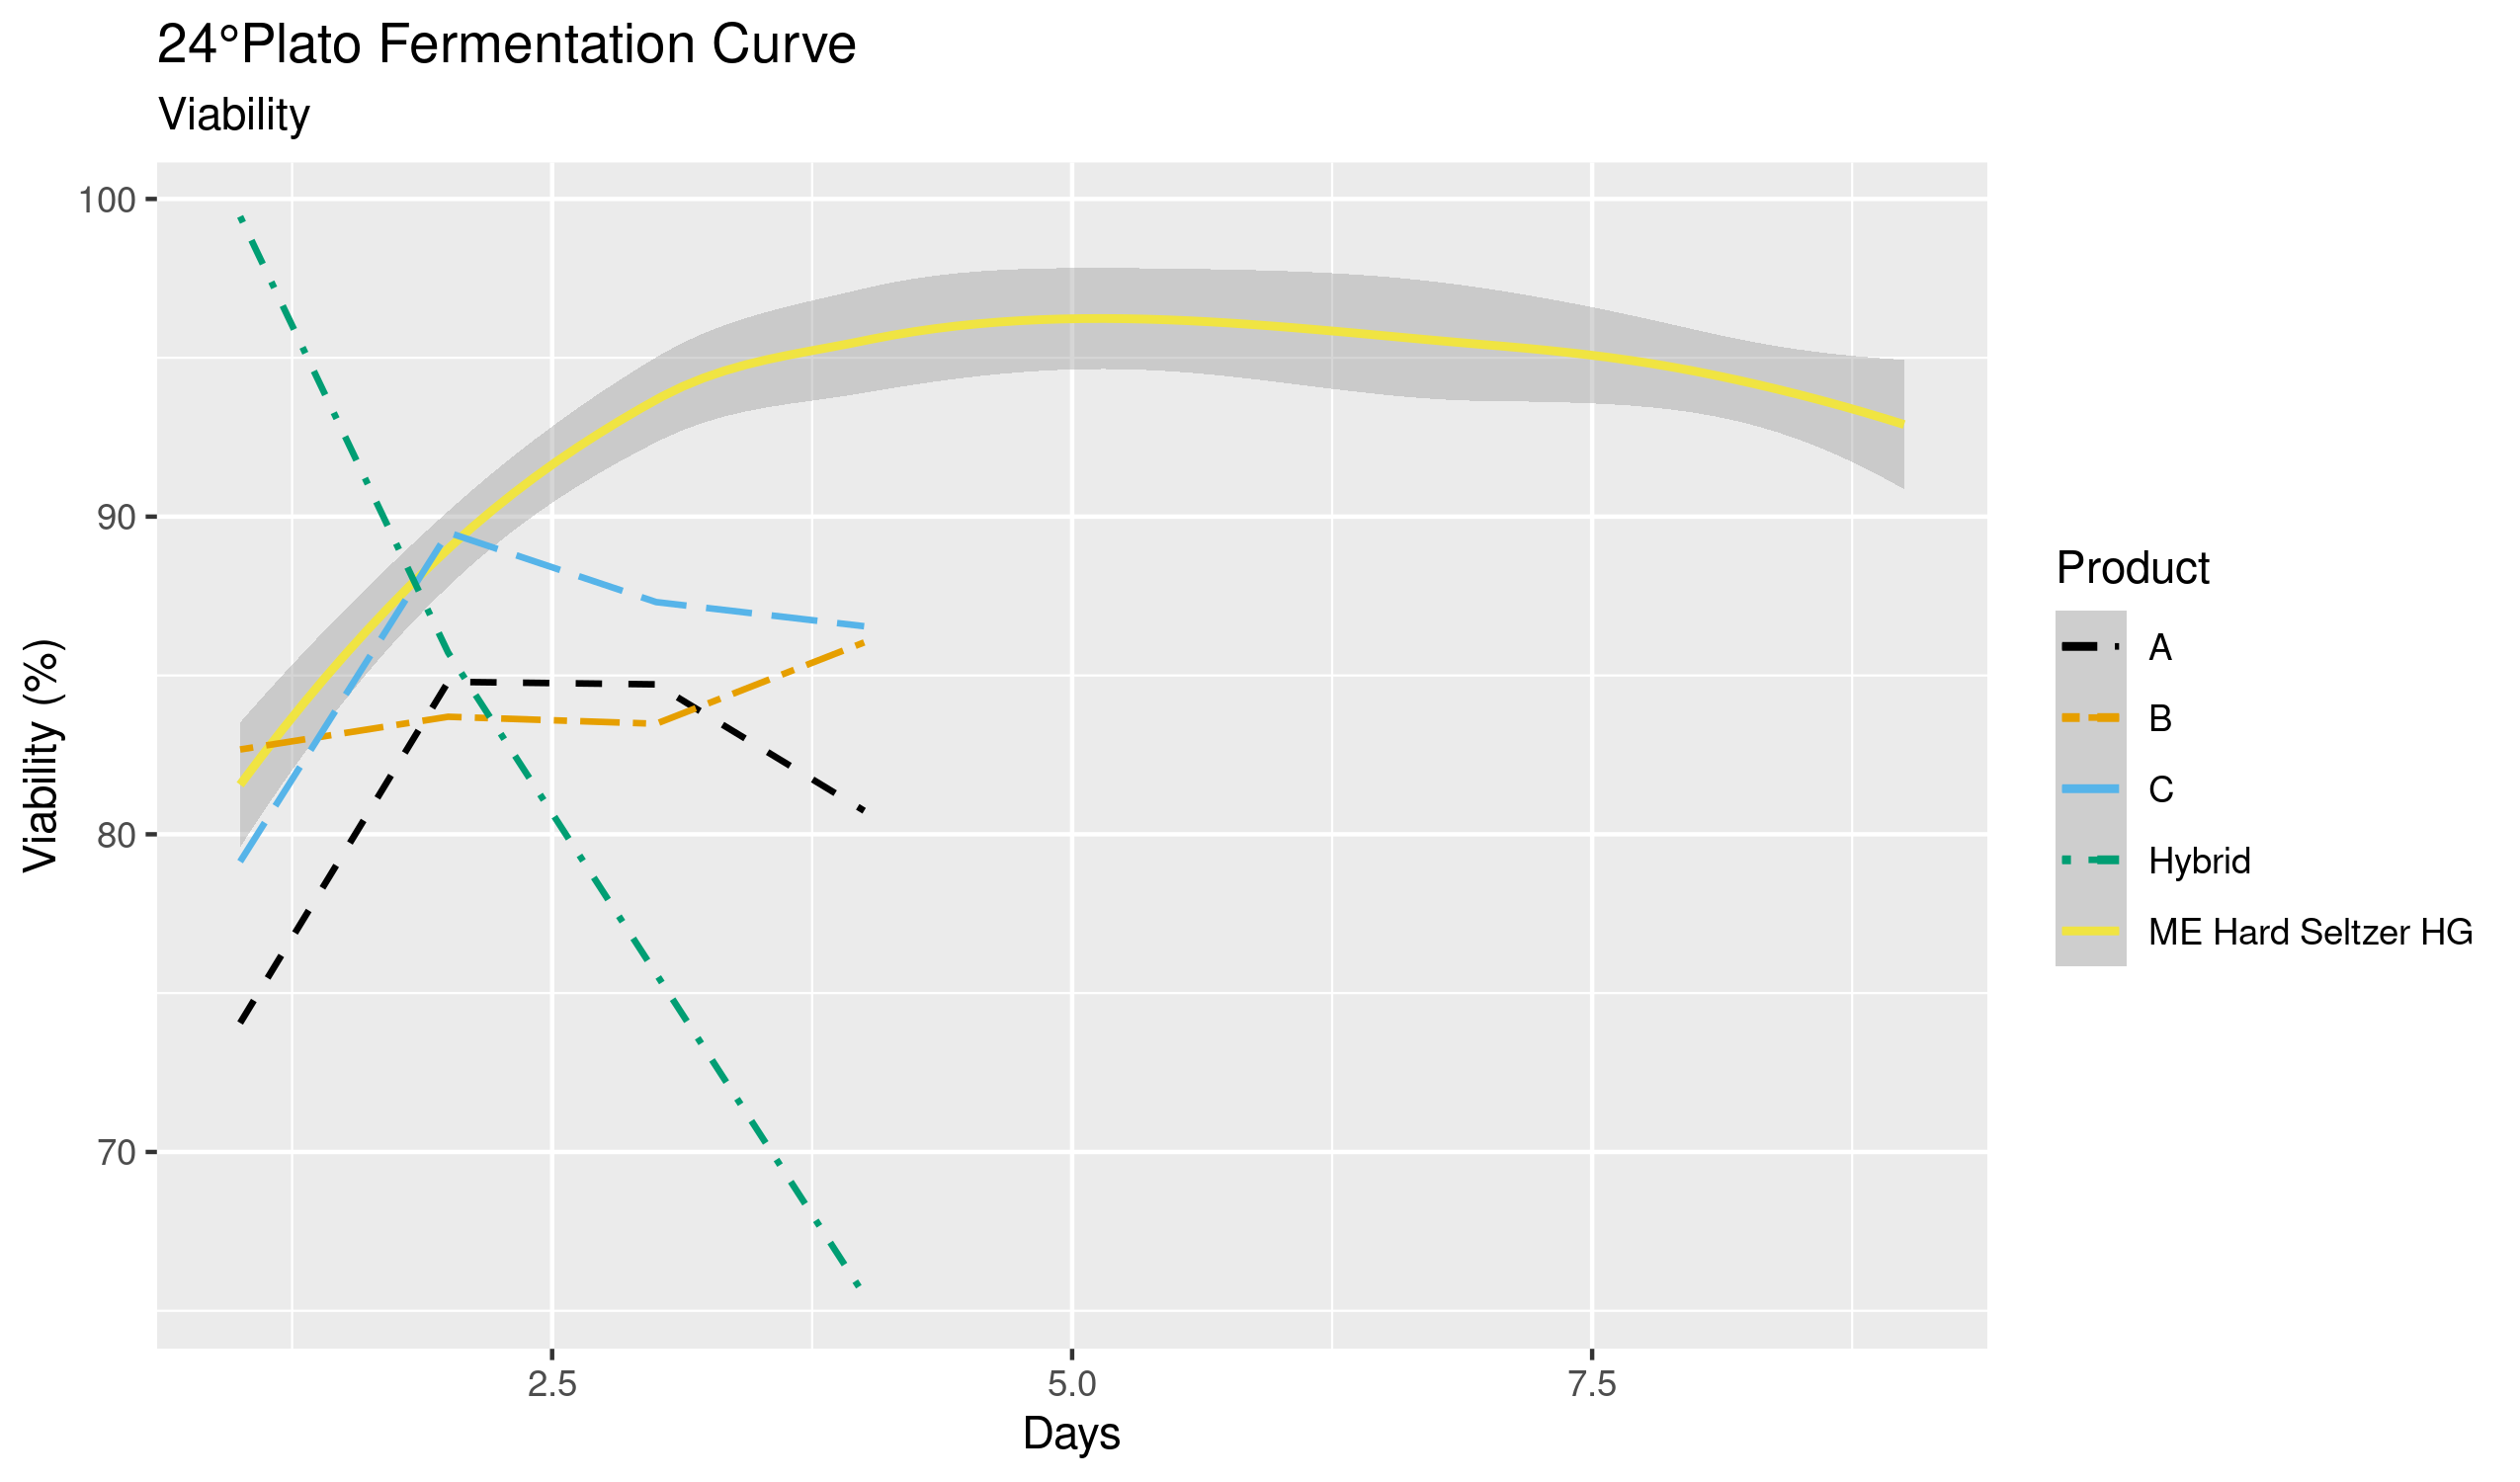 24°Plato Fermentation Curve
Viability
Viability (%)
100
90
80
70
2.5
5.0
7.5
Days
Product
A
B
C
Hybrid
ME Hard Seltzer HG